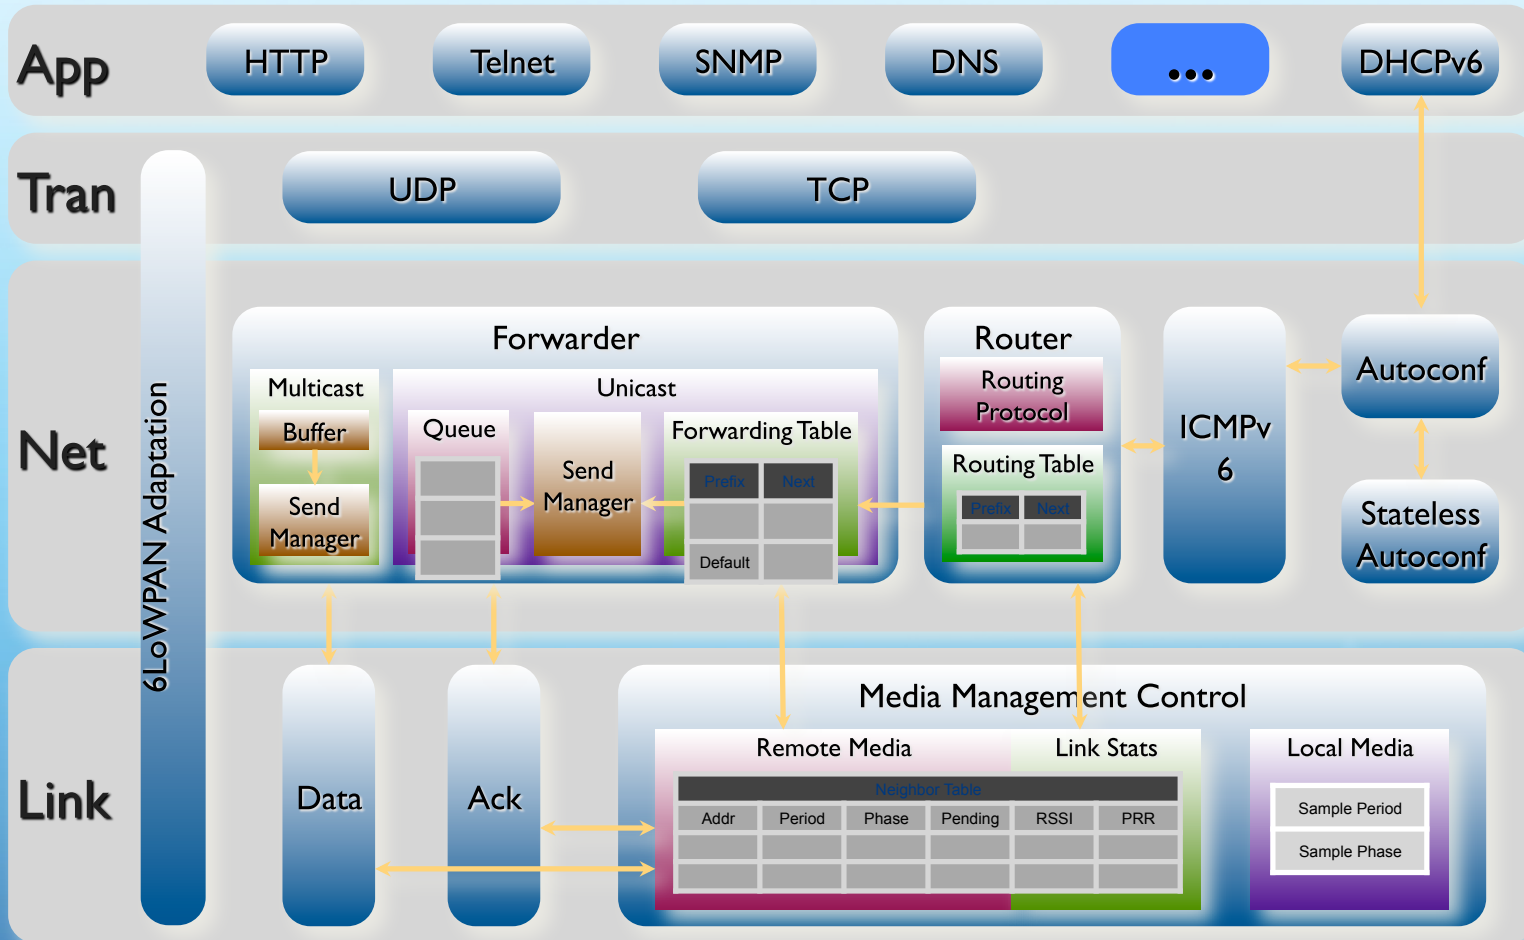 App
HTTP
Telnet
SNMP
DNS
...
DHCPv6
Tran
UDP
TCP
6LoWPAN Adaptation
Net
Forwarder
Multicast
Buffer
Send
Manager
Unicast
Queue
Send
Manager
Forwarding Table
Prefix Next
Default
Router
Routing
Protocol
Routing Table
Prefix Next
ICMPv
6
Autoconf
Stateless
Autoconf
Link
Data
Ack
Media Management Control
Remote Media
Link Stats
Neighbor Table
Addr Period Phase Pending RSSI PRR
Local Media
Sample Period
Sample Phase